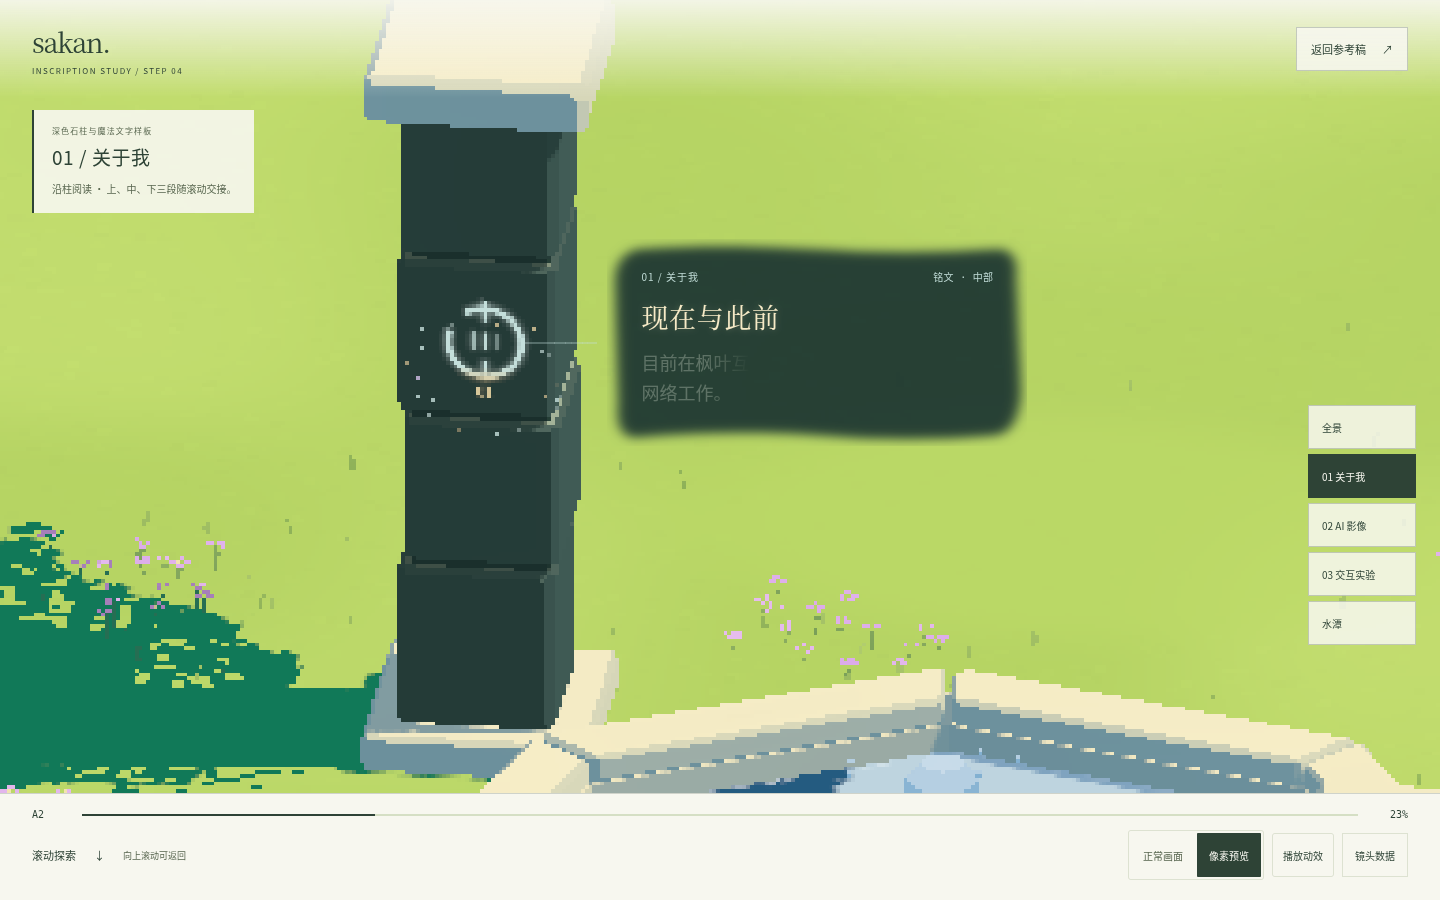 sakan.
INSCRIPTION STUDY / STEP 04
返回参考稿 ↗
深色石柱与魔法文字样板
01 / 关于我
沿柱阅读 · 上、中、下三段随滚动交接。
01 / 关于我
铭文 · 中部
现在与此前
目前在枫叶互
网络工作。
全景
01 关于我
02 AI 影像
03 交互实验
水潭
A2
23%
滚动探索 ↓ 向上滚动可返回
正常画面
像素预览
播放动效
镜头数据